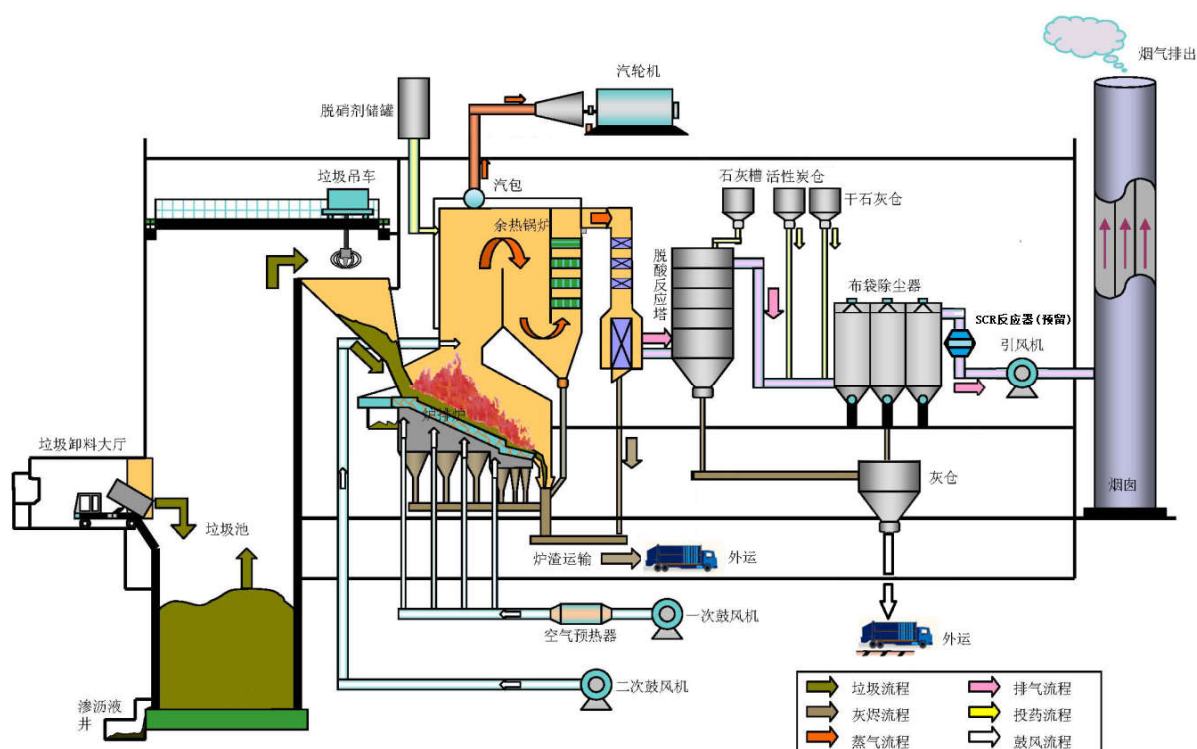 烟气排出
汽轮机
脱硝剂储罐
垃圾吊车
汽包
石灰槽
活性炭仓
干石灰仓
余热锅炉
脱酸反应塔
布袋除尘器
SCR反应器(预留)
引风机
炉排炉
垃圾卸料大厅
灰仓
烟囱
垃圾池
炉渣运输
外运
一次鼓风机
空气预热器
外运
二次鼓风机
渗沥液
井
垃圾流程
排气流程
灰烬流程
投药流程
蒸气流程
鼓风流程